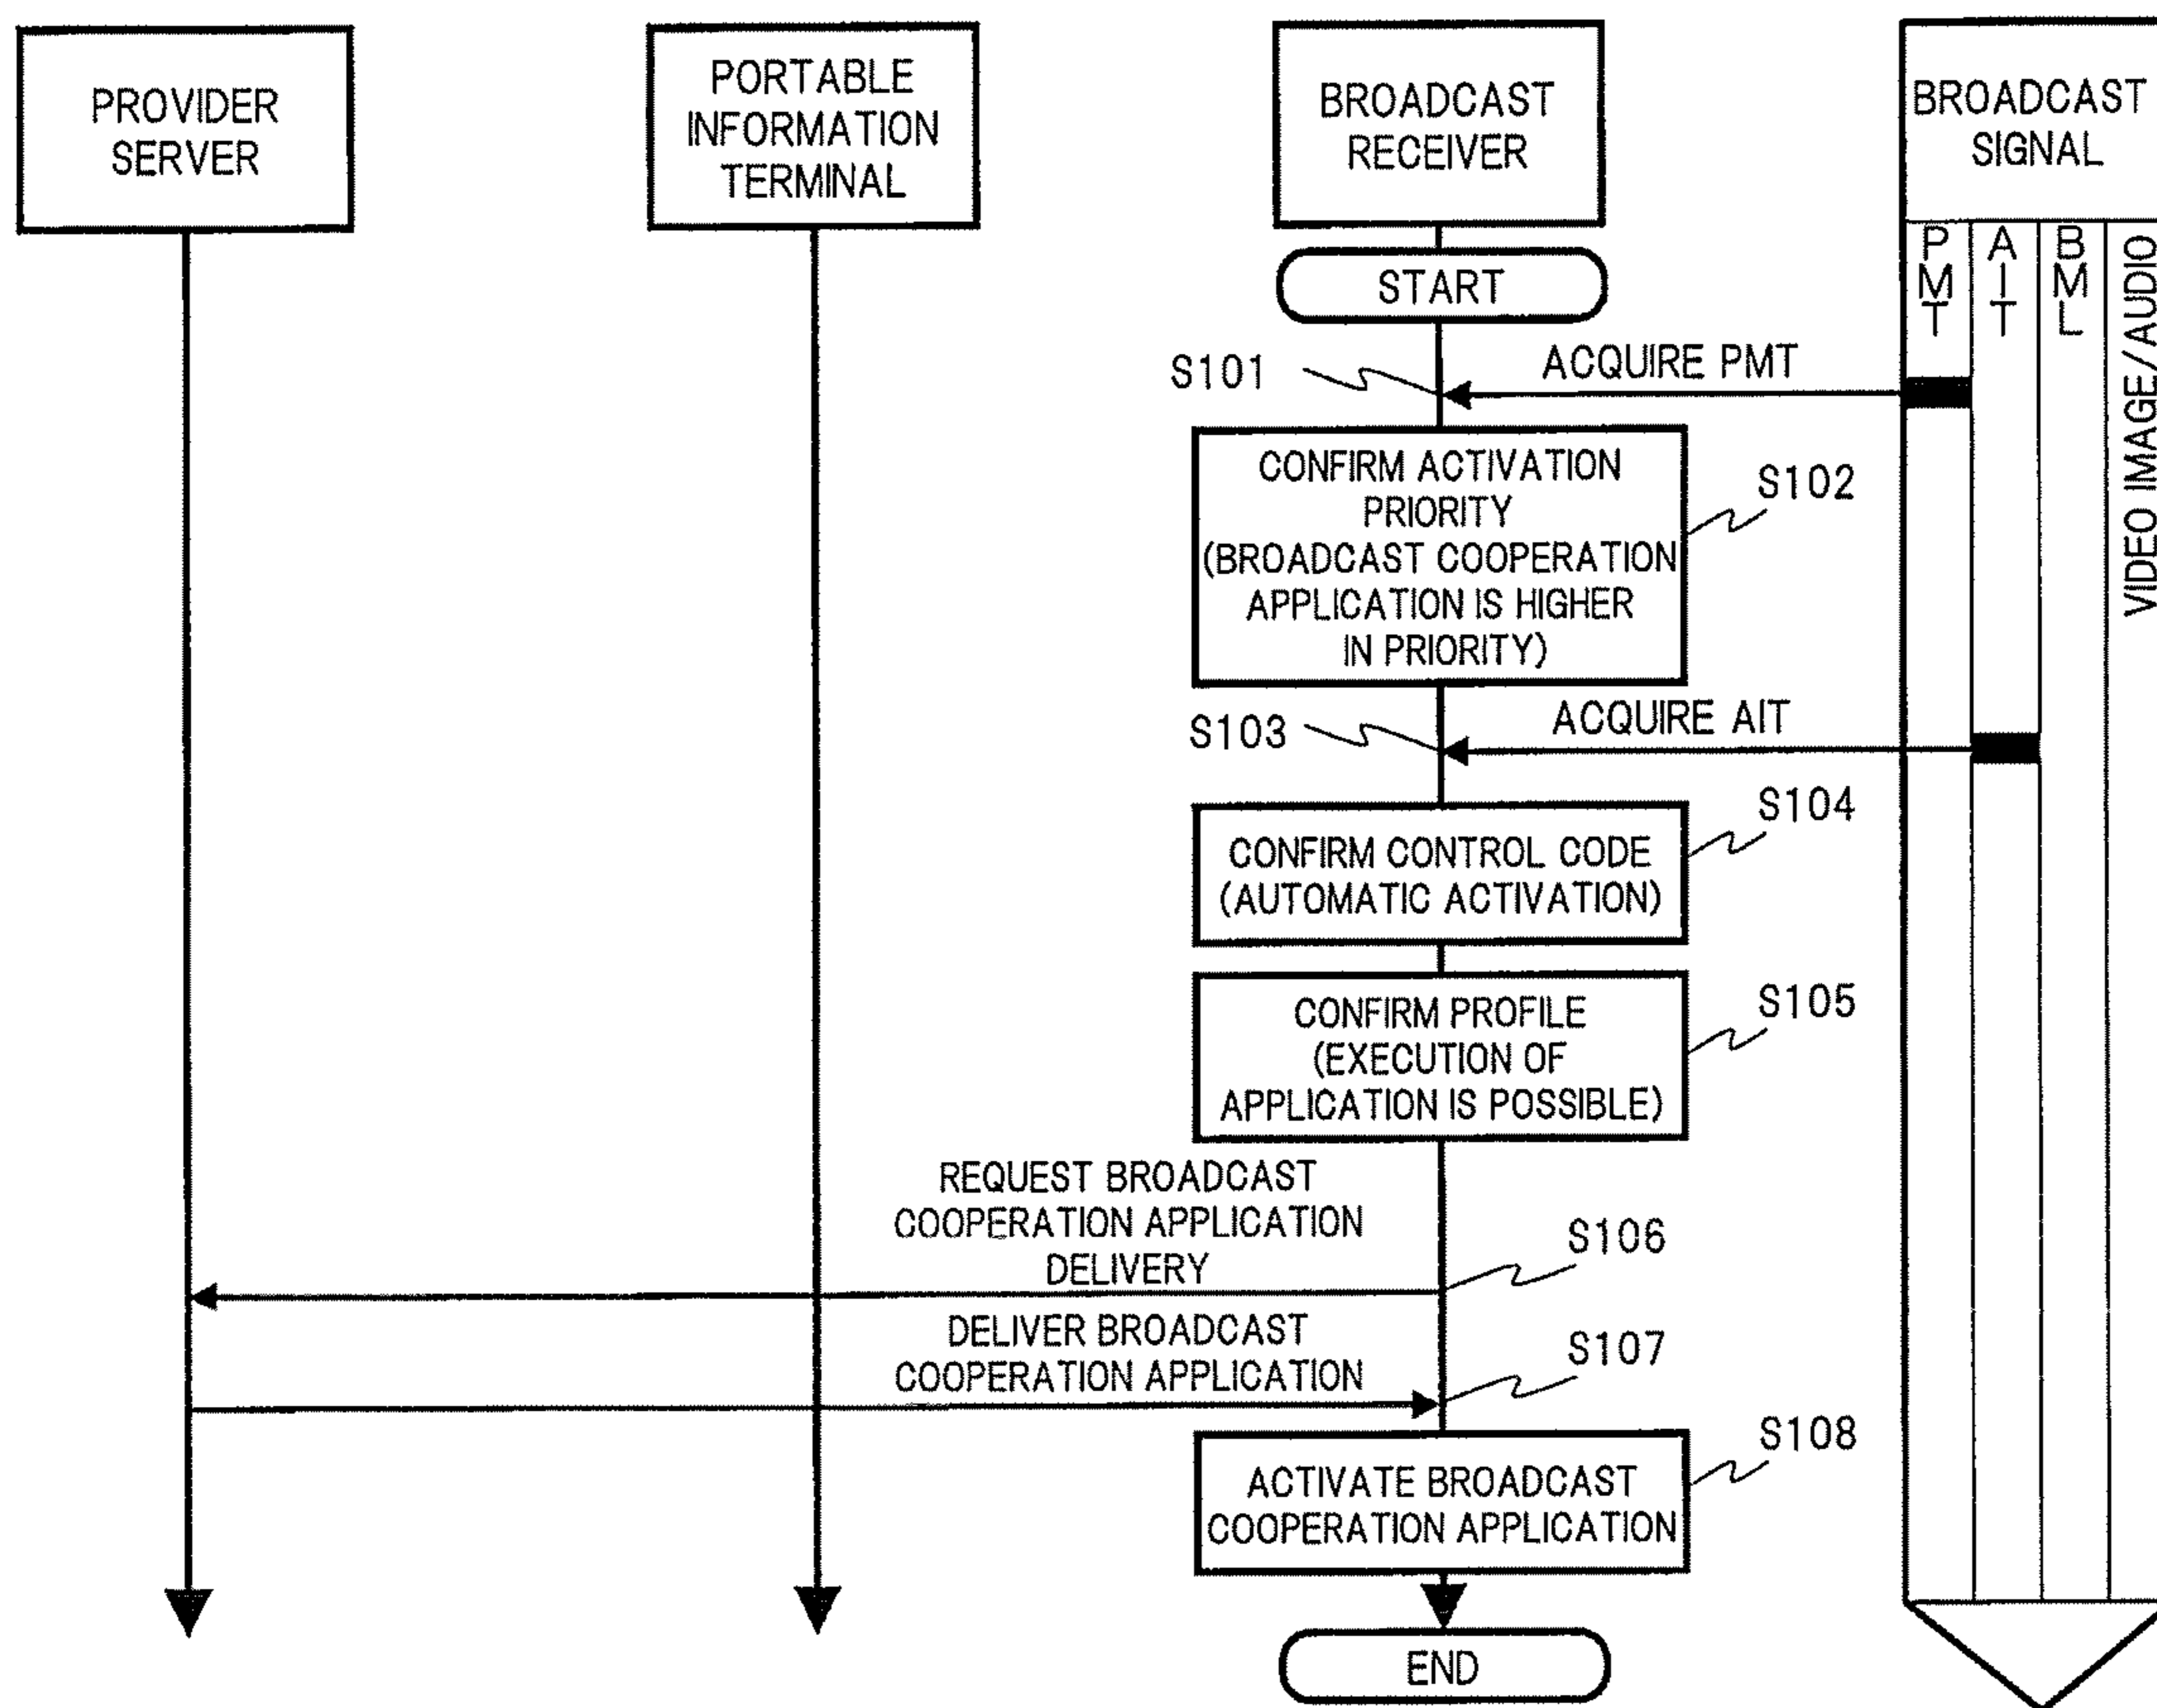 PROVIDER
SERVER
PORTABLE
INFORMATION
TERMINAL
BROADCAST
RECEIVER
BROADCAST
SIGNAL
PMT
AIT
BML
VIDEO IMAGE/AUDIO
START
S101
ACQUIRE PMT
CONFIRM ACTIVATION
PRIORITY
(BROADCAST COOPERATION
APPLICATION IS HIGHER
IN PRIORITY)
S102
S103
ACQUIRE AIT
CONFIRM CONTROL CODE
(AUTOMATIC ACTIVATION)
S104
CONFIRM PROFILE
(EXECUTION OF
APPLICATION IS POSSIBLE)
S105
REQUEST BROADCAST
COOPERATION APPLICATION
DELIVERY
S106
DELIVER BROADCAST
COOPERATION APPLICATION
S107
ACTIVATE BROADCAST
COOPERATION APPLICATION
S108
END